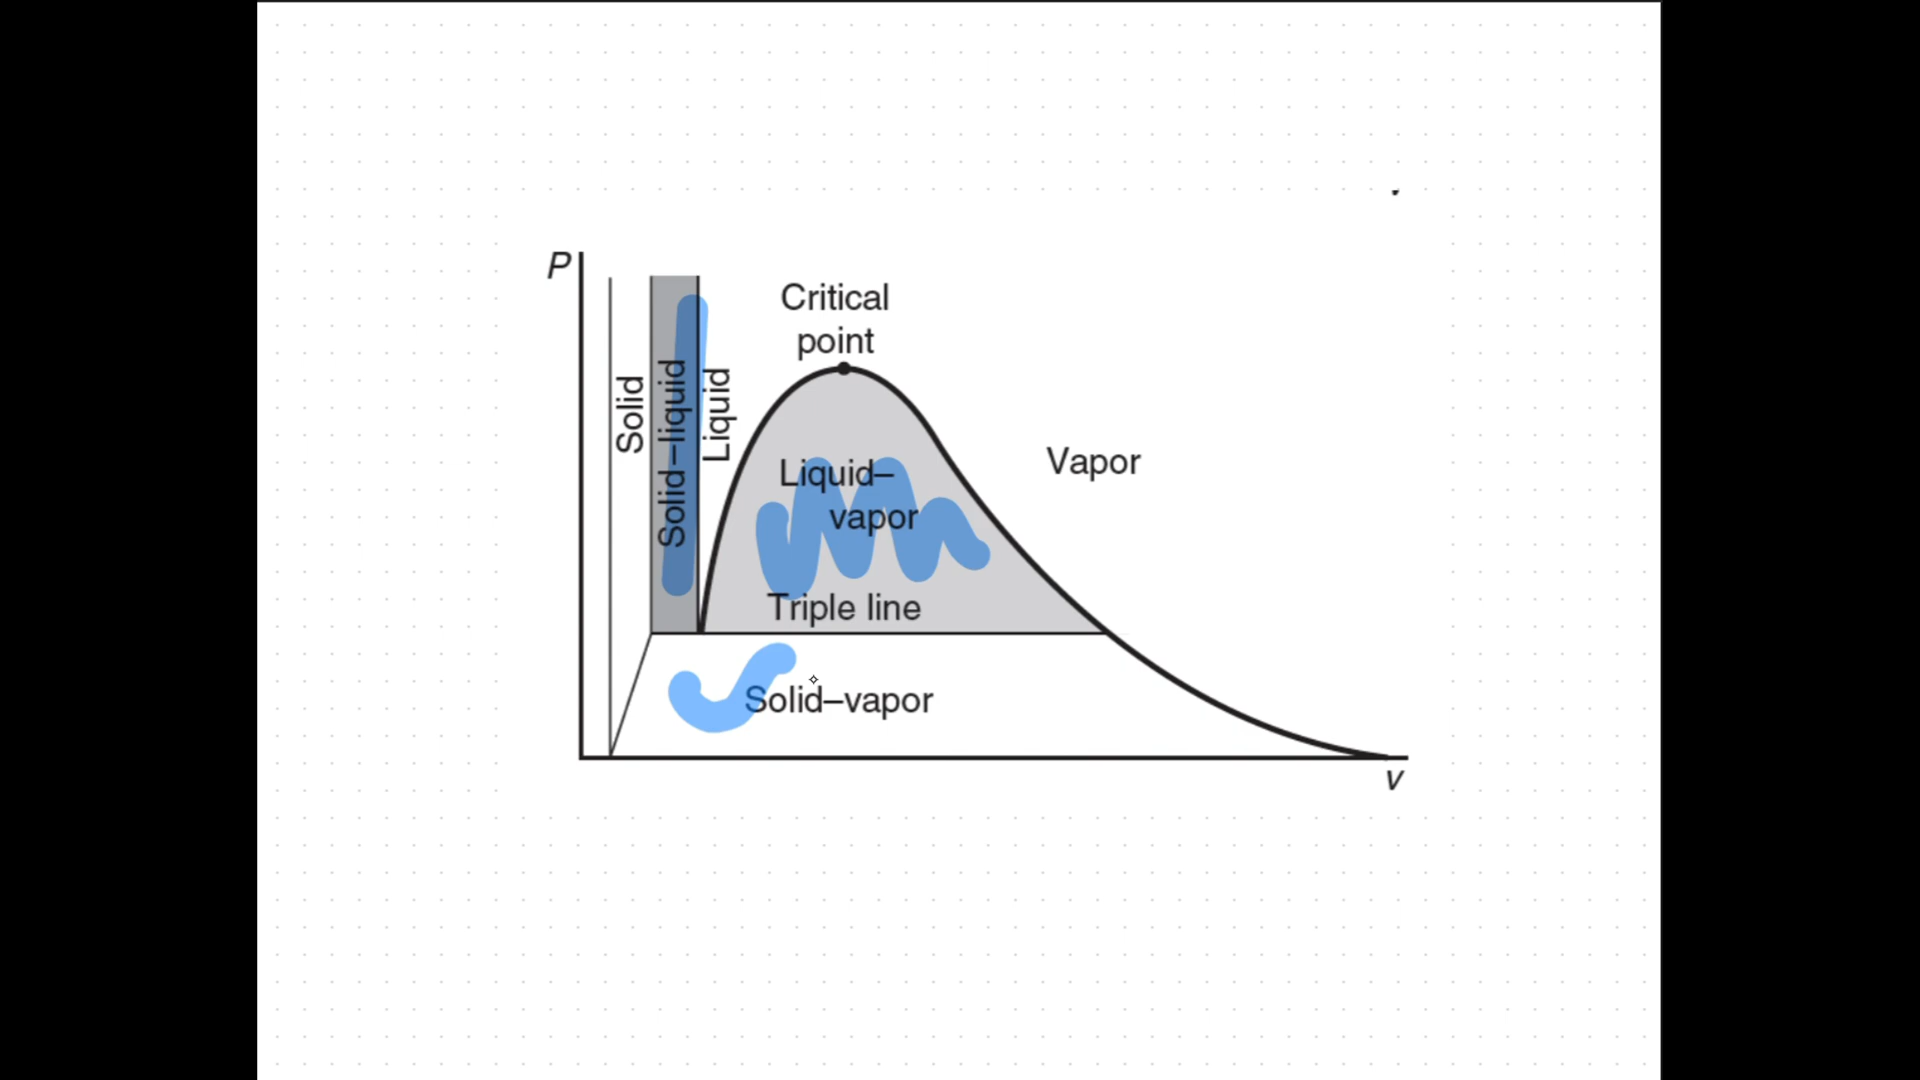 P
Critical
point
Solid
Solid–liquid
Liquid
Liquid–
vapor
Vapor
Triple line
Solid–vapor
v